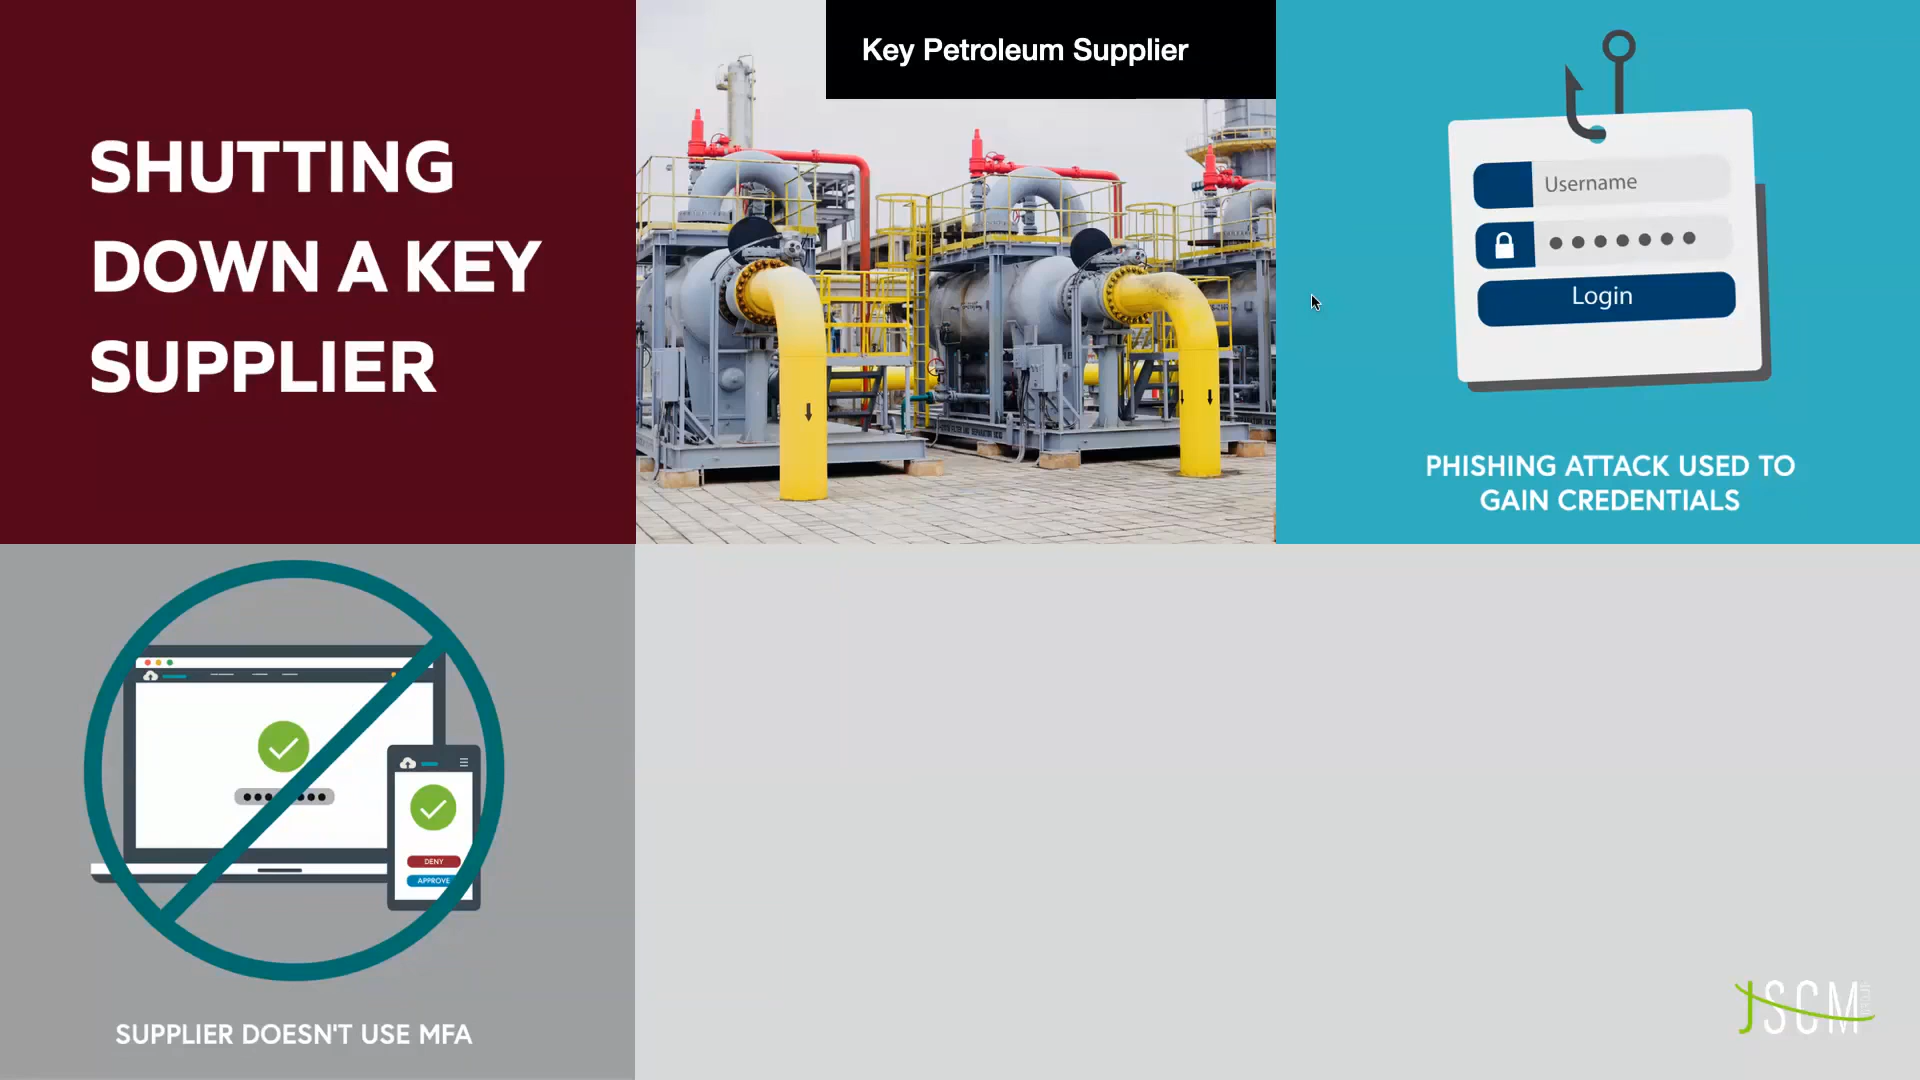 SHUTTING
DOWN A KEY
SUPPLIER
Key Petroleum Supplier
Username
Login
PHISHING ATTACK USED TO
GAIN CREDENTIALS
DENY
APPROVE
SUPPLIER DOESN'T USE MFA
JSCM